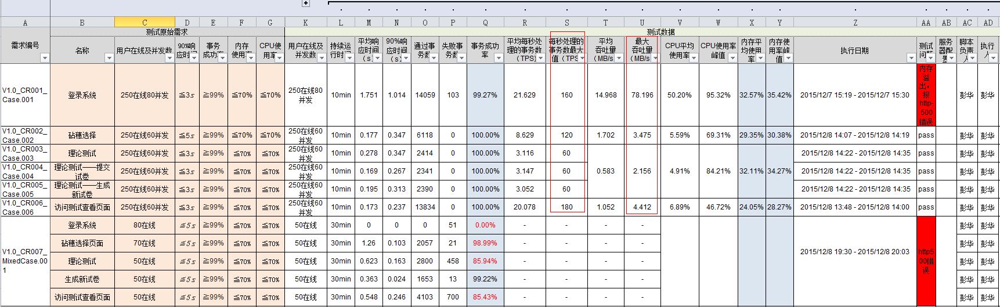 A B C D E F G K L M N O P Q R S T U V W X Y Z AA AB AC AD
测试原始需求 测试数据
需求编号 名称 用户在线及并发数 90%响应时间 事务成功率 内存使用率 CPU使用率 用户在线及并发数 持续运行时间 平均响应时间(s) 90%响应时间(s) 通过事务数 失败事务数 事务成功率 平均每秒处理的事务数(TPS) 每秒处理的事务数最大值(TPS 平均吞吐量(MB/s 最大吞吐量(MB/s CPU平均使用率 CPU使用率峰值 内存平均使用率 内存使用率峰值 执行日期 测试问 服务器配置 脚本负责人 执行人
V1.0_CR001_Case.001 登录系统 250在线80并发 ≦3s ≧99% ≦70% ≦70% 250在线80并发 10min 1.751 1.014 14059 103 99.27% 21.629 160 14.968 78.196 50.20% 95.32% 32.57% 35.42% 2015/12/7 15:19 - 2015/12/7 15:30 内存溢出，报http-500错误 彭华 彭华
V1.0_CR002_Case.002 砧穗选择 250在线60并发 ≦5s ≧99% ≦70% ≦70% 250在线60并发 10min 0.177 0.347 6118 0 100.00% 8.629 120 1.702 3.475 5.59% 69.31% 29.35% 30.38% 2015/12/8 14:07 - 2015/12/8 14:19 pass 彭华 彭华
V1.0_CR003_Case.003 理论测试 250在线60并发 ≦3s ≧99% ≦70% ≦70% 250在线60并发 10min 0.278 0.347 2414 0 100.00% 3.116 60 2015/12/8 14:22 - 2015/12/8 14:35 pass 彭华 彭华
V1.0_CR004_Case.004 理论测试——提交试卷 250在线60并发 ≦3s ≧99% ≦70% ≦70% 250在线60并发 10min 0.169 0.267 2341 0 100.00% 3.147 60 0.583 2.156 4.91% 84.21% 32.11% 34.27% 2015/12/8 14:22 - 2015/12/8 14:35 pass 彭华 彭华
V1.0_CR005_Case.005 理论测试——生成新试卷 250在线60并发 ≦3s ≧99% ≦70% ≦70% 250在线60并发 10min 0.195 0.313 2390 0 100.00% 3.052 60 2015/12/8 14:22 - 2015/12/8 14:35 pass 彭华 彭华
V1.0_CR006_Case.006 访问测试查看页面 250在线60并发 ≦3s ≧99% ≦70% ≦70% 250在线60并发 10min 0.173 0.237 13834 0 100.00% 20.078 180 1.052 4.412 6.89% 46.72% 24.05% 28.27% 2015/12/8 13:48 - 2015/12/8 14:00 pass 彭华 彭华
V1.0_CR007_MixedCase.001 登录系统 80在线 ≦5s ≧99% ≦70% ≦70% 50在线 30min 0 0 0 51 0.00% - - - - 彭华 彭华
砧穗选择页面 70在线 ≦5s ≧99% ≦70% ≦70% 50在线 30min 1.26 0.103 2057 21 98.99% - - - - 彭华 彭华
理论测试 50在线 ≦5s ≧99% ≦70% ≦70% 50在线 30min 0.623 0.163 2800 458 85.94% - - - - 2015/12/8 19:30 - 2015/12/8 20:03 http500错误 彭华 彭华
生成新试卷 50在线 ≦5s ≧99% ≦70% ≦70% 50在线 30min 0.363 0.024 1653 13 99.22% - - - - 彭华 彭华
访问测试查看页面 50在线 ≦5s ≧99% ≦70% ≦70% 50在线 30min 0.548 0.246 4103 700 85.43% - - - - 彭华 彭华